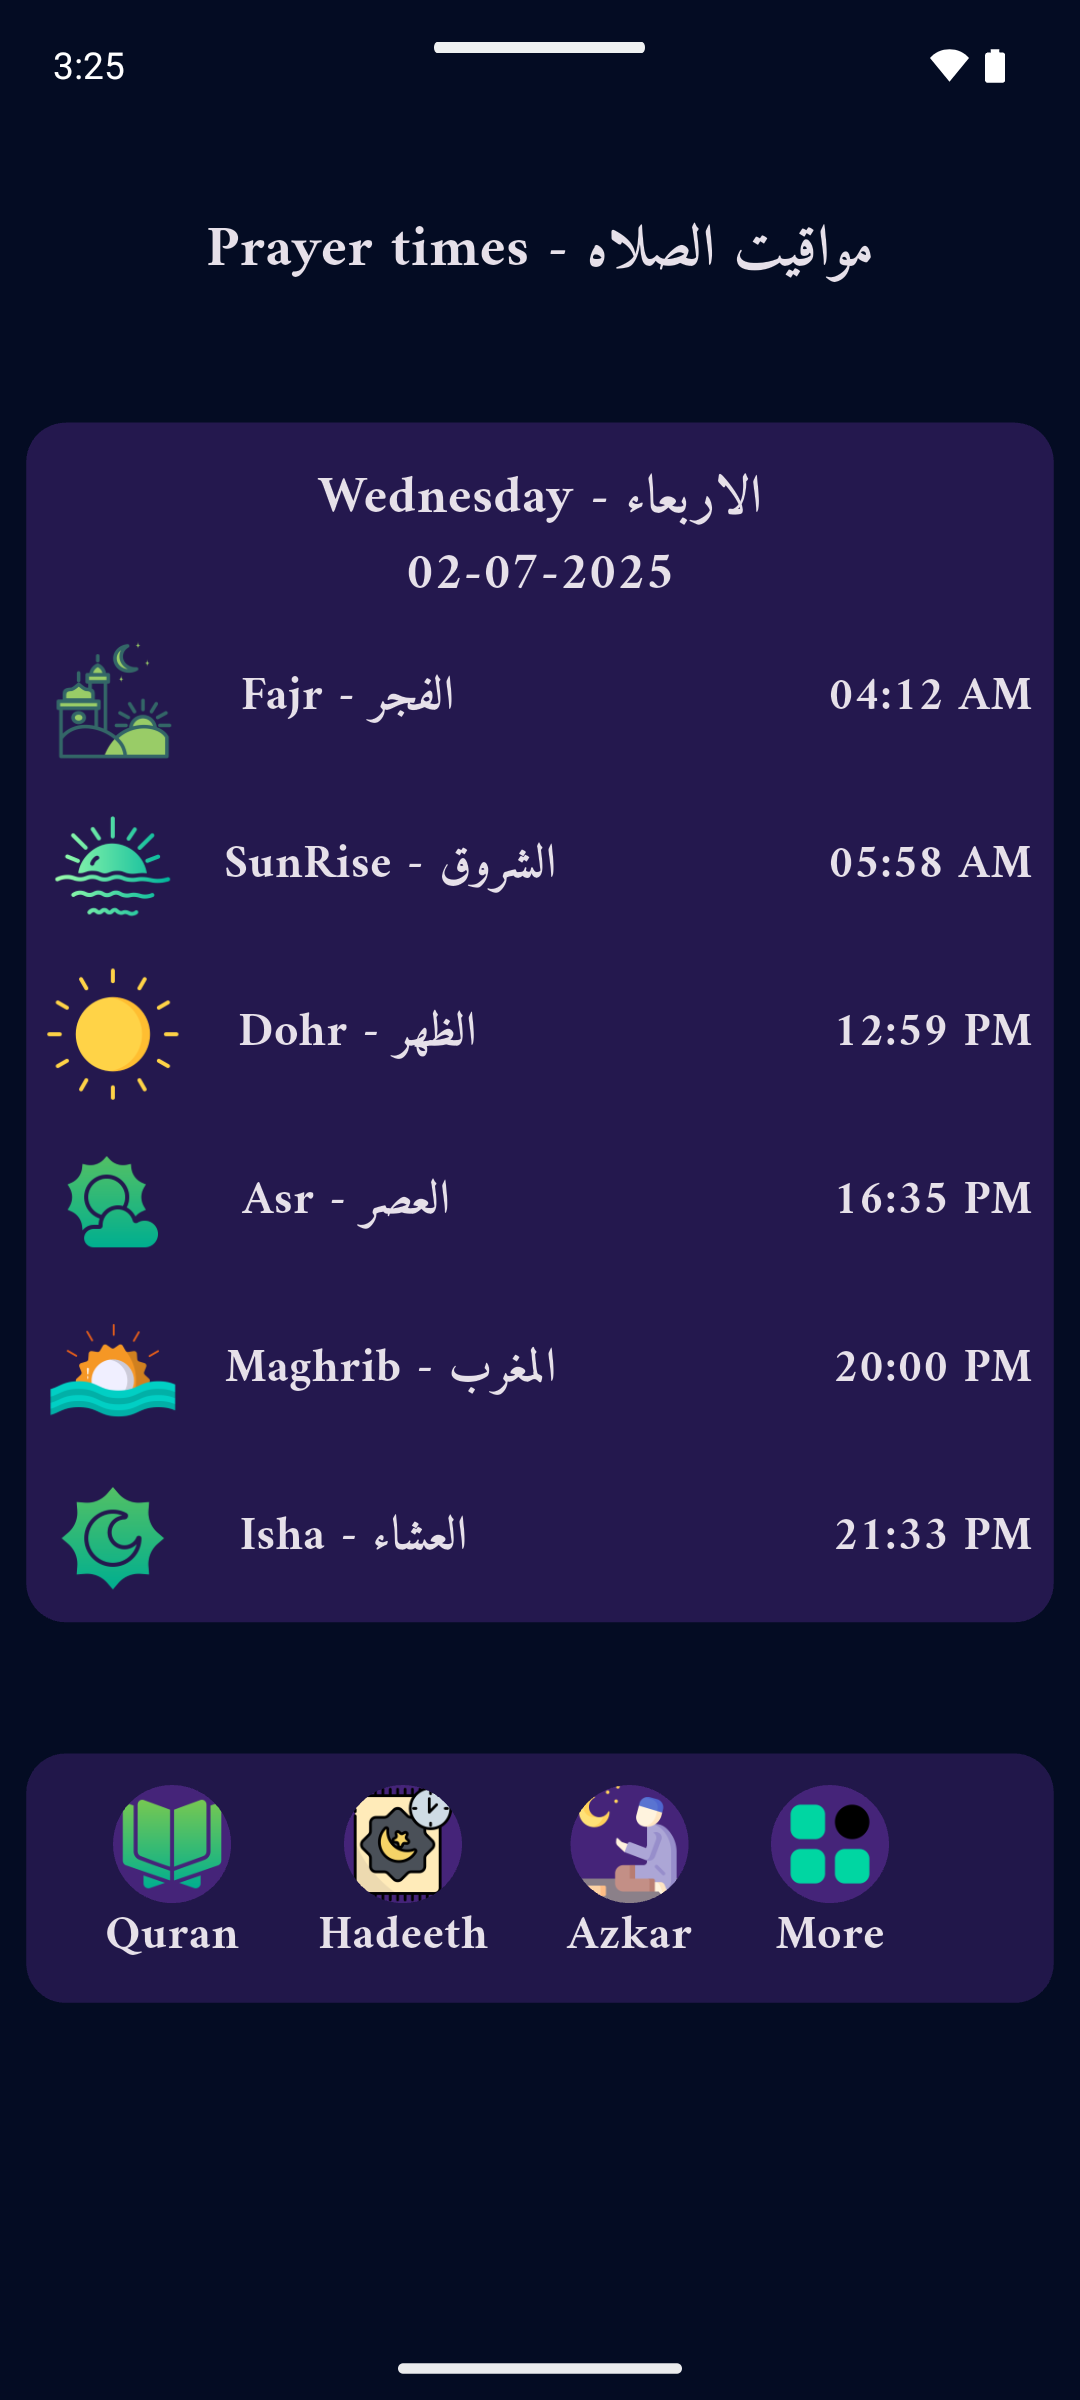 3:25
Prayer times - مواقيت الصلاه
Wednesday - الاربعاء
02-07-2025
Fajr - الفجر 04:12 AM
SunRise - الشروق 05:58 AM
Dohr - الظهر 12:59 PM
Asr - العصر 16:35 PM
Maghrib - المغرب 20:00 PM
Isha - العشاء 21:33 PM
Quran Hadeeth Azkar More